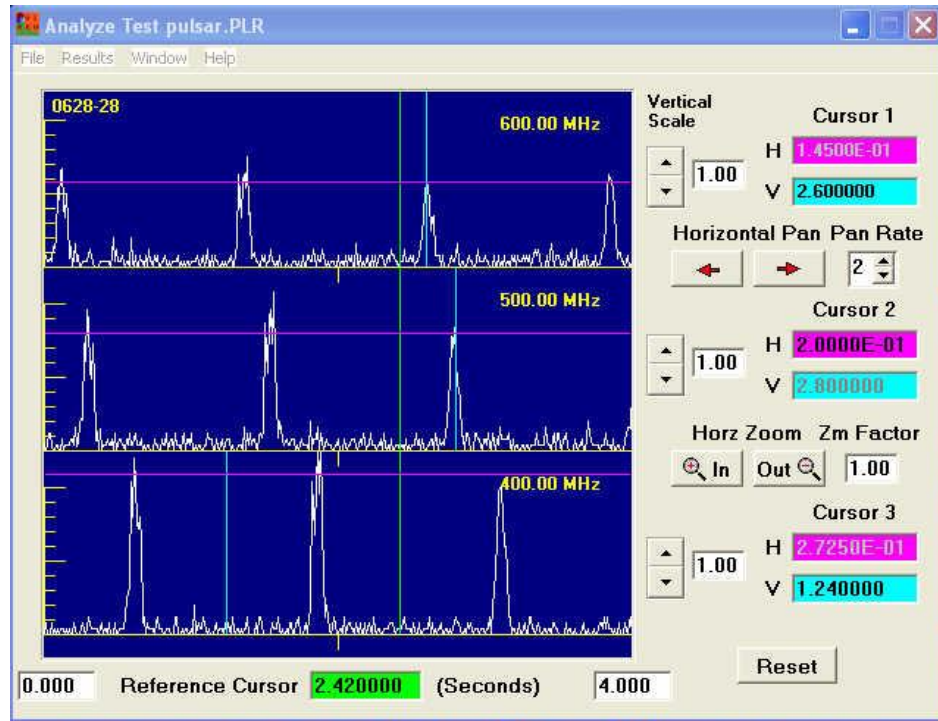 Analyze Test pulsar.PLR
File Results Window Help
0628-28
600.00 MHz
500.00 MHz
400.00 MHz
Vertical
Scale
1.00
Cursor 1
H 1.4500E-01
V 2.600000
Horizontal Pan Pan Rate
2
Cursor 2
1.00
H 2.0000E-01
V 2.800000
Horz Zoom Zm Factor
In Out 1.00
Cursor 3
1.00
H 2.7250E-01
V 1.240000
Reset
0.000 Reference Cursor 2.420000 (Seconds) 4.000